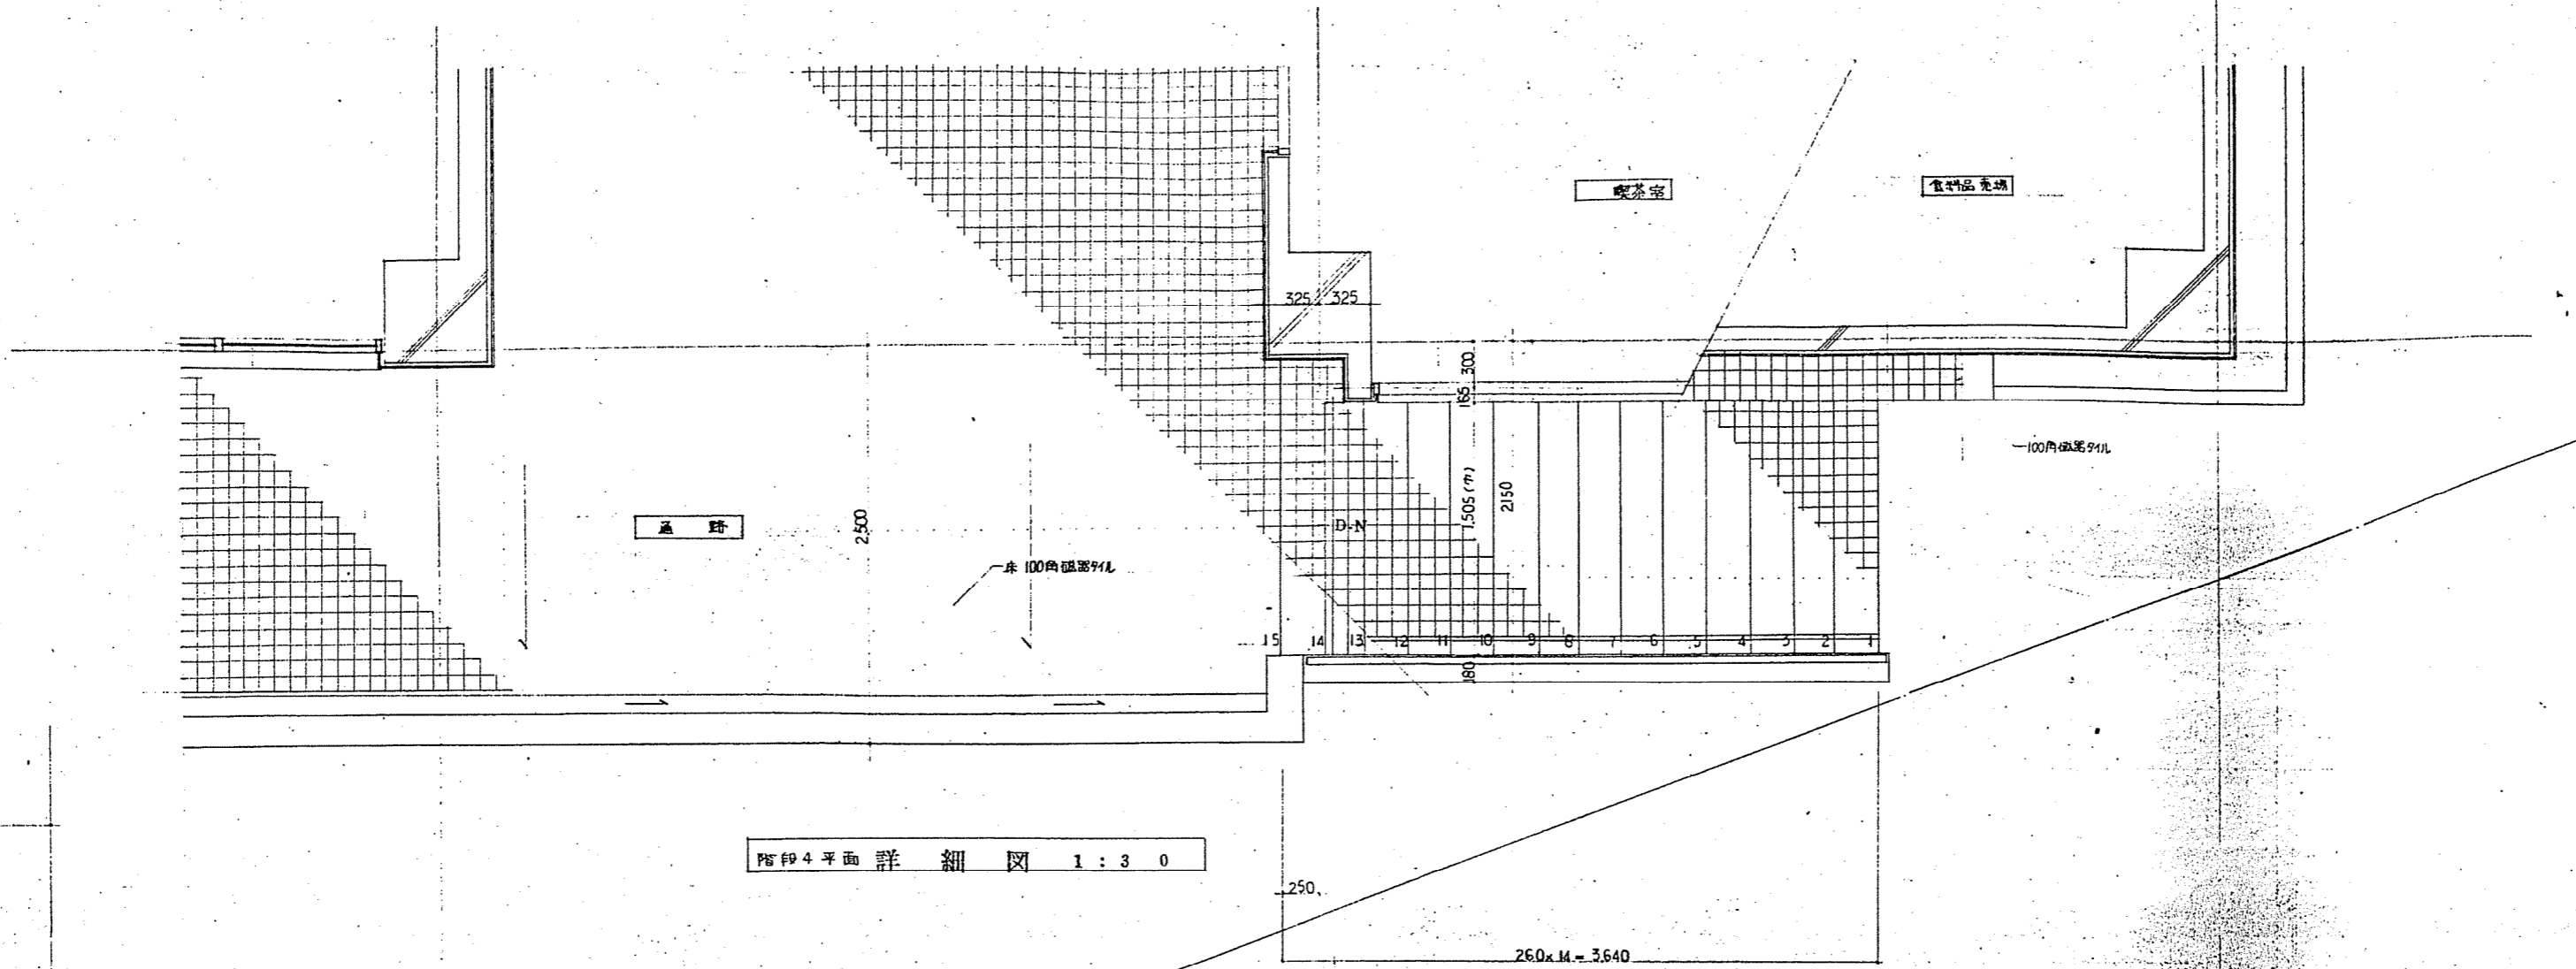 喫茶室
食料品売場
325 325
300
165
100角磁器タイル
1,505 (内)
2150
通路
2,500
D.N
床 100角磁器タイル
15 14 13 12 11 10 9 8 7 6 5 4 3 2 1
180
階段4平面 詳細図 1:30
250
260x14=3,640